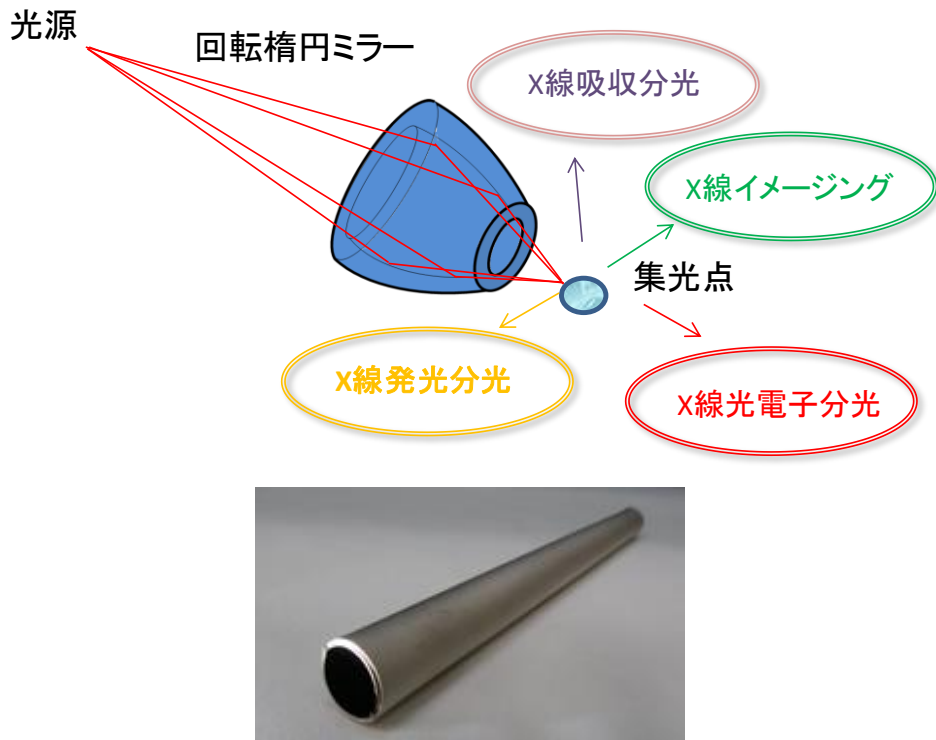 光源
回転楕円ミラー
X線吸収分光
X線イメージング
集光点
X線発光分光
X線光電子分光